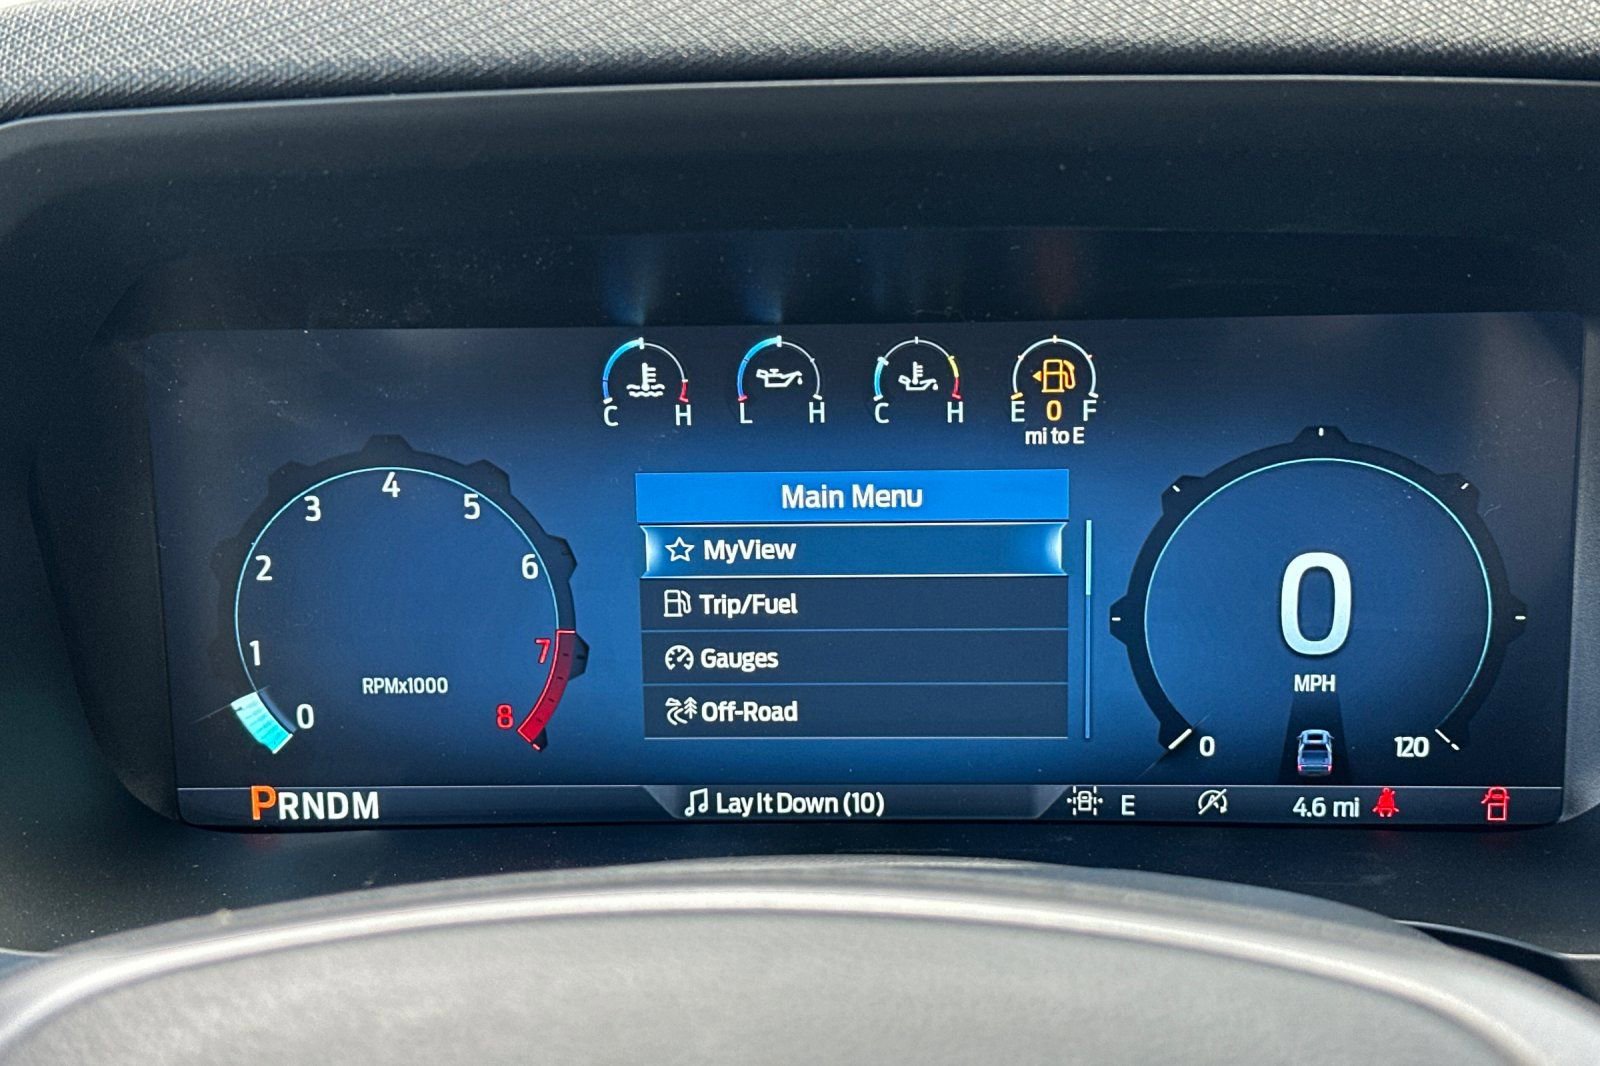 C H
L H
C H
E 0 F
mi to E
Main Menu
MyView
Trip/Fuel
Gauges
Off-Road
0
1
2
3
4
5
6
7
8
RPMx1000
0
MPH
0
120
PRNDM
Lay It Down (10)
E
4.6 mi